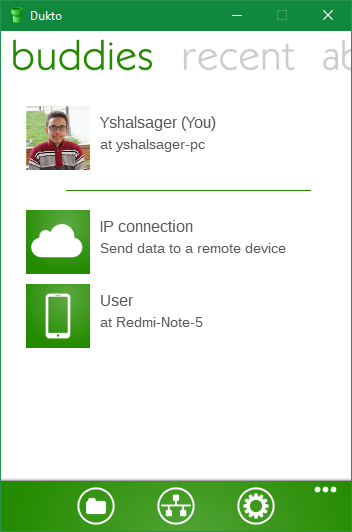 Dukto
buddies recent ab
Yshalsager (You)
at yshalsager-pc
IP connection
Send data to a remote device
User
at Redmi-Note-5